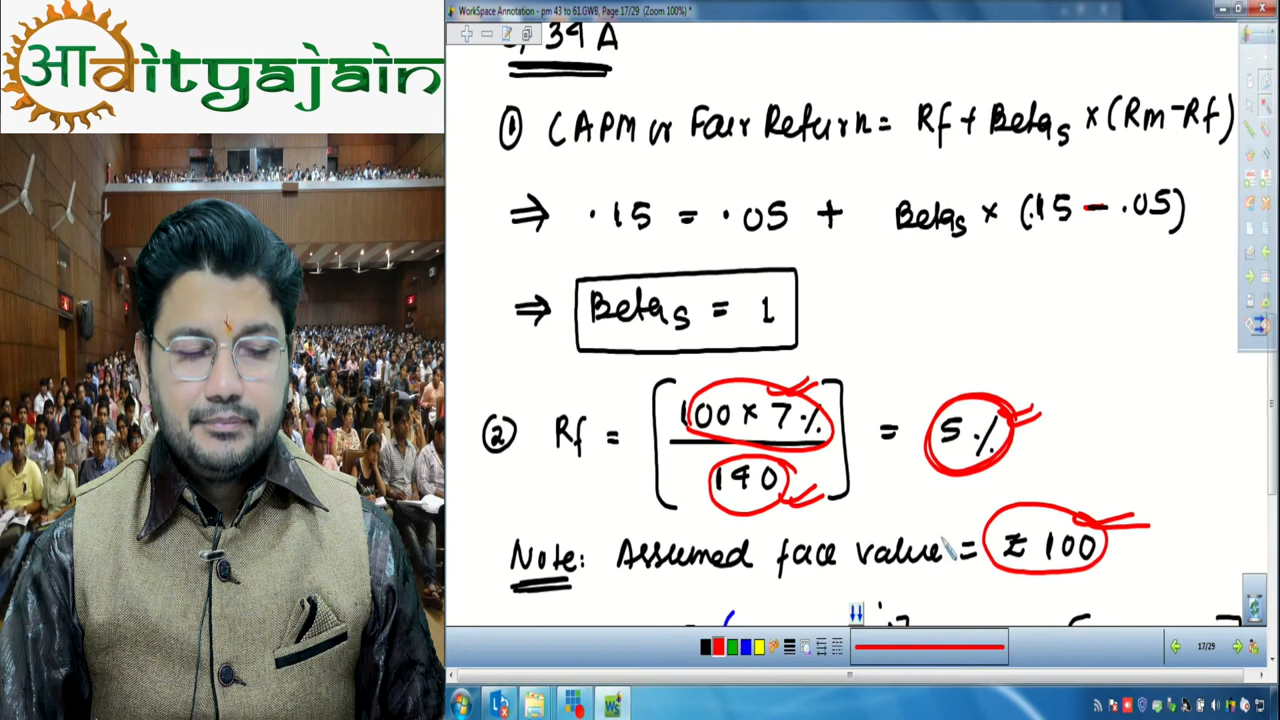 आdityajain
WorkSpace Annotation - pm 43 to 61.GWB, Page 17/29 (Zoom 100%) *
34 A
① CAPM or Fair Return = Rf + Betas × (Rm-Rf)
⇒ .15 = .05 + Betas × (.15 - .05)
⇒ Betas = 1
② Rf = [100 × 7% / 140] = 5%
Note: Assumed face value = ₹ 100
17/29